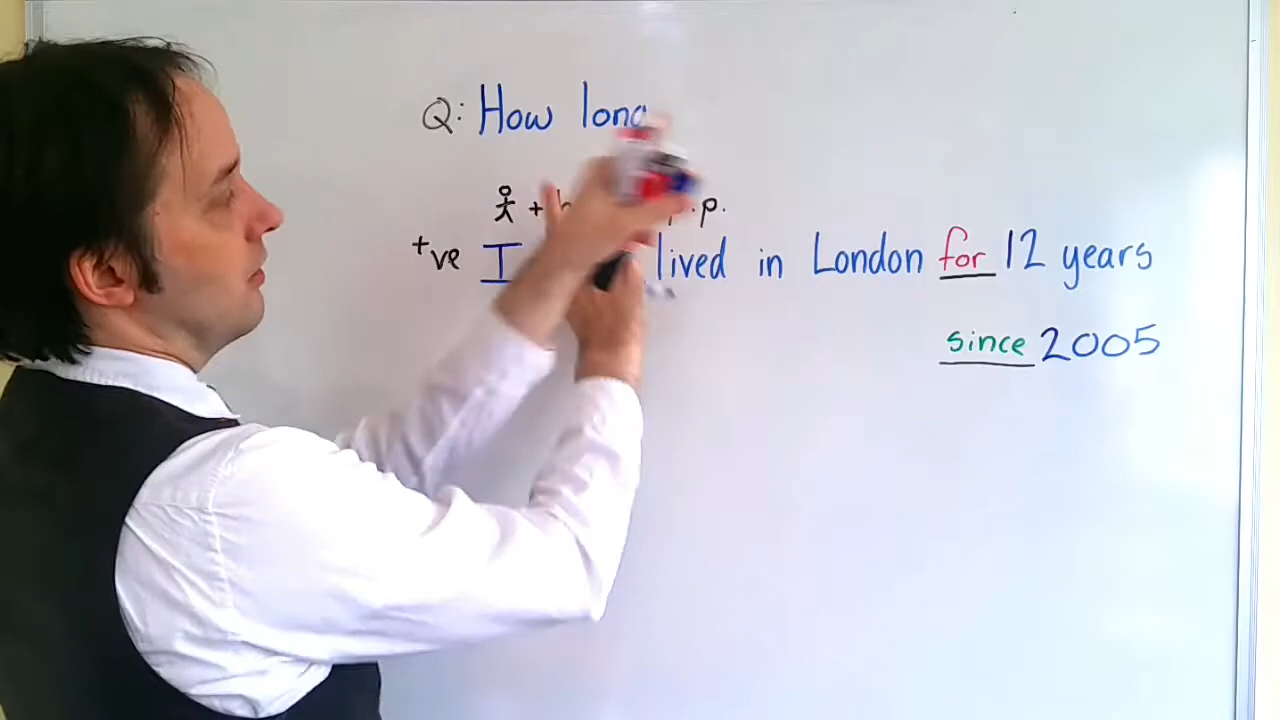 Q: How long
+ p.p.
+ve I lived in London for 12 years
since 2005